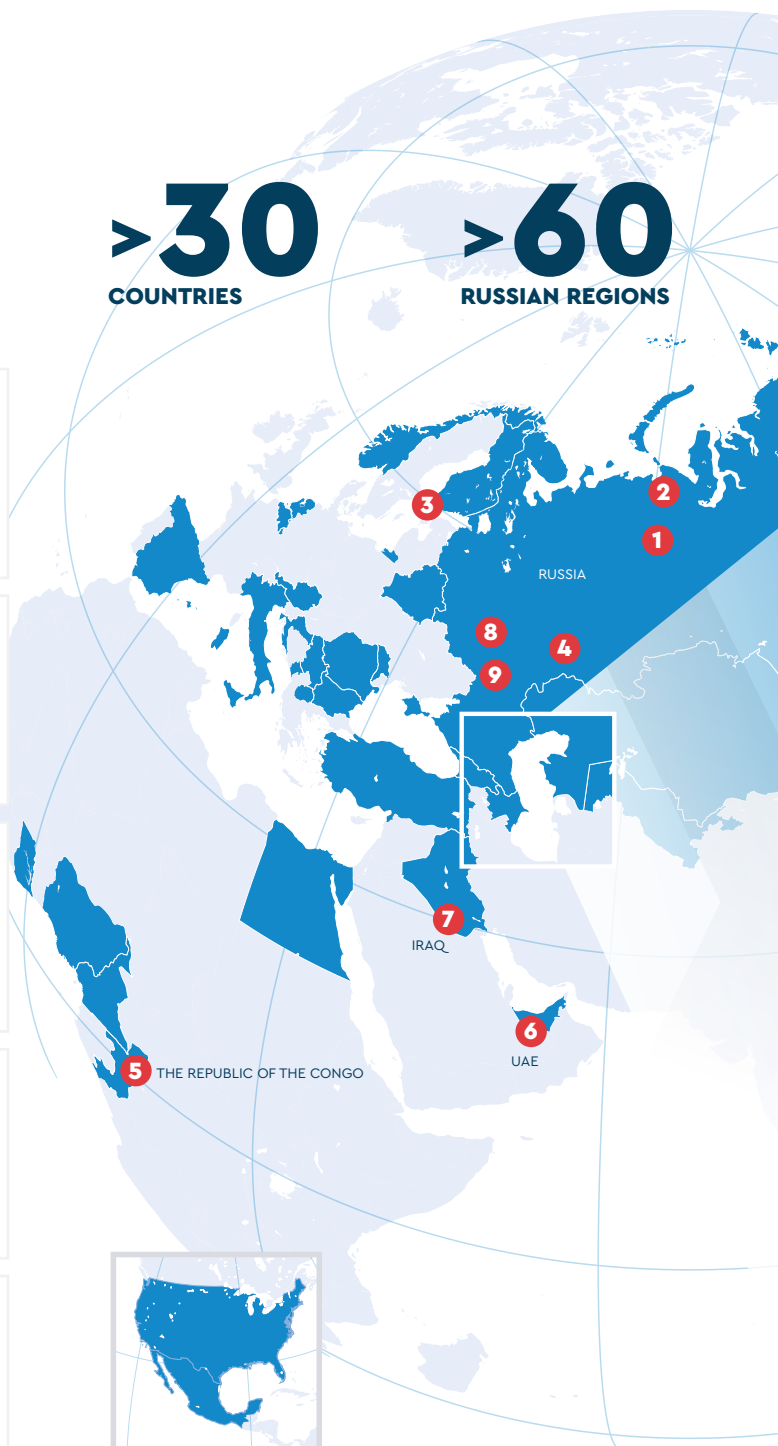 >30
COUNTRIES
>60
RUSSIAN REGIONS
3
2
1
RUSSIA
8
4
9
7
IRAQ
6
UAE
5 THE REPUBLIC OF THE CONGO